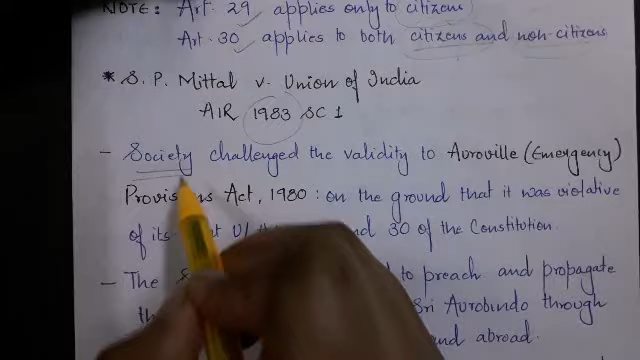 NOTE: Art. 29 applies only to citizens
Art. 30 applies to both citizens and non-citizens
* S. P. Mittal v. Union of India
AIR 1983 SC 1
- Society challenged the validity to Auroville (Emergency)
Provisions Act, 1980: on the ground that it was violative
of its U/ 30 of the Constitution.
- The to preach and propagate
Sri Aurobindo through
abroad.